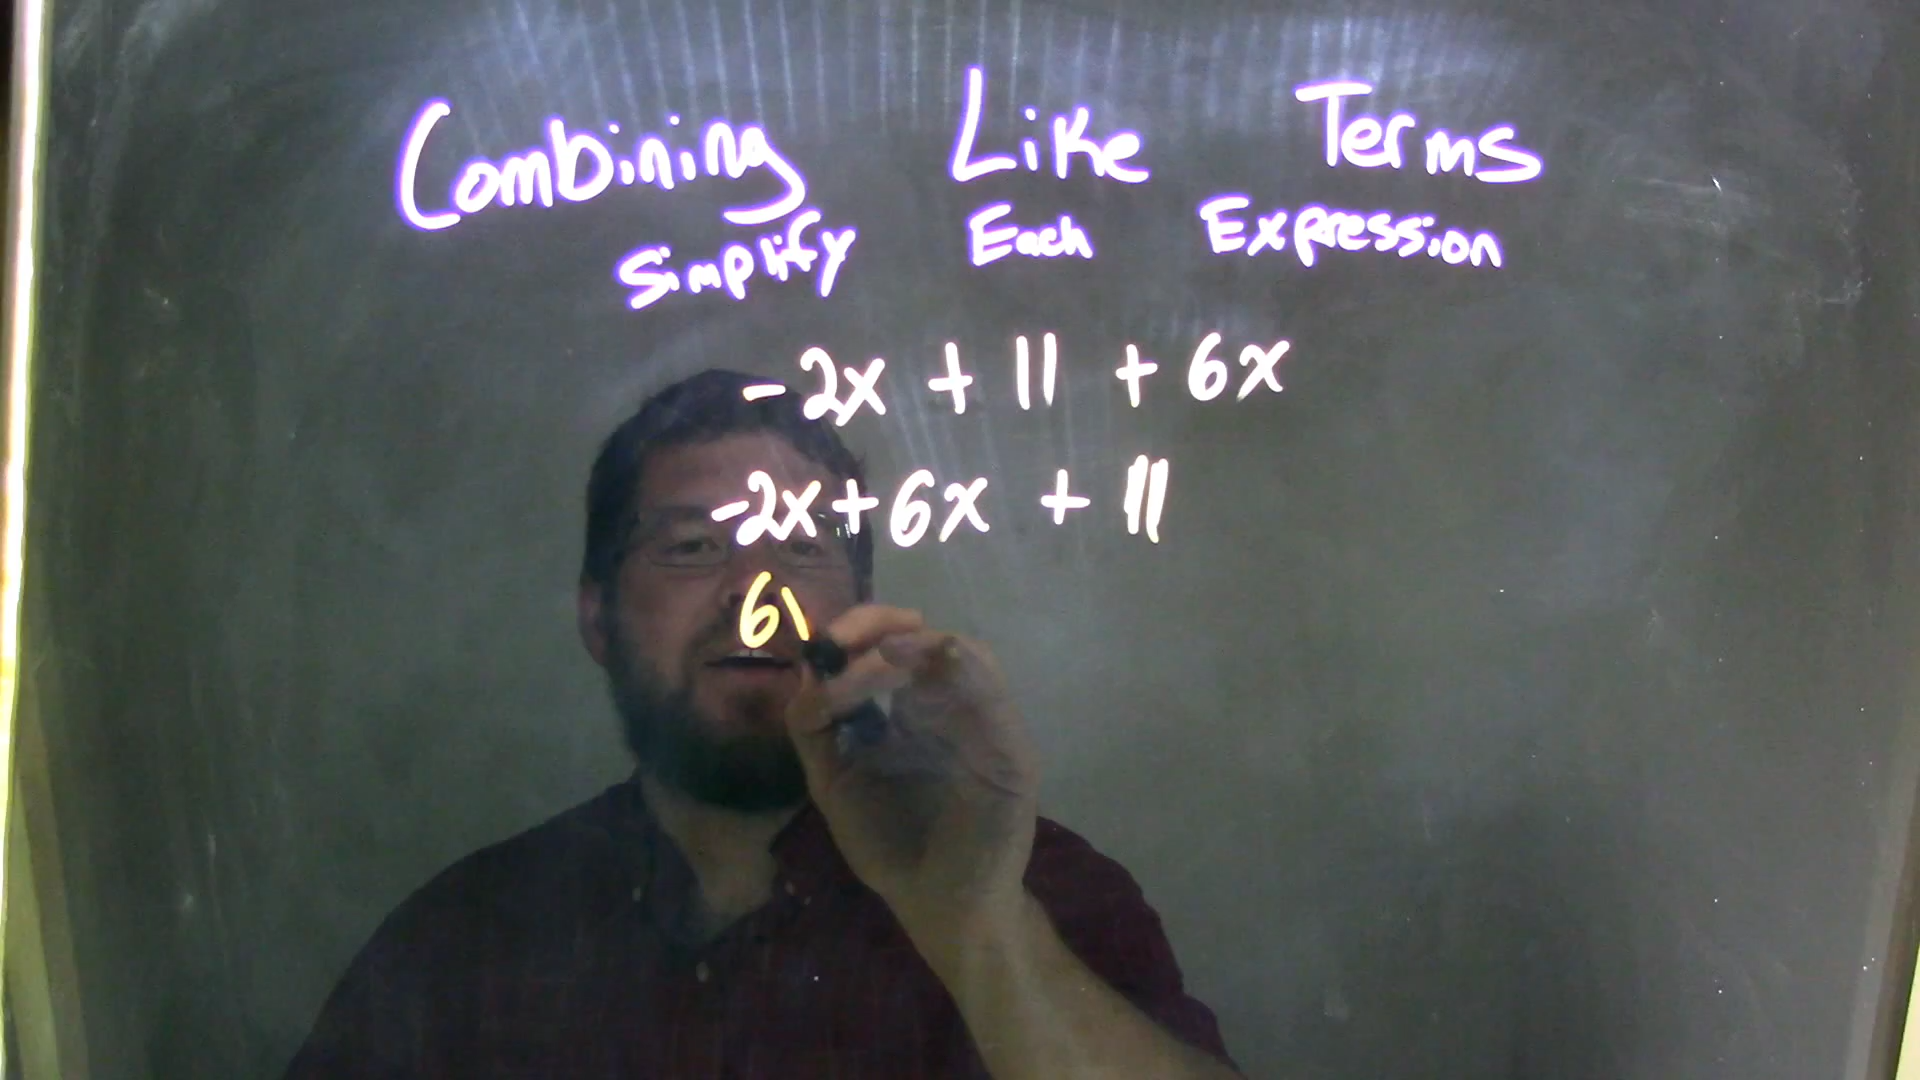 Combining Like Terms
Simplify Each Expression
-2x + 11 + 6x
-2x + 6x + 11
6